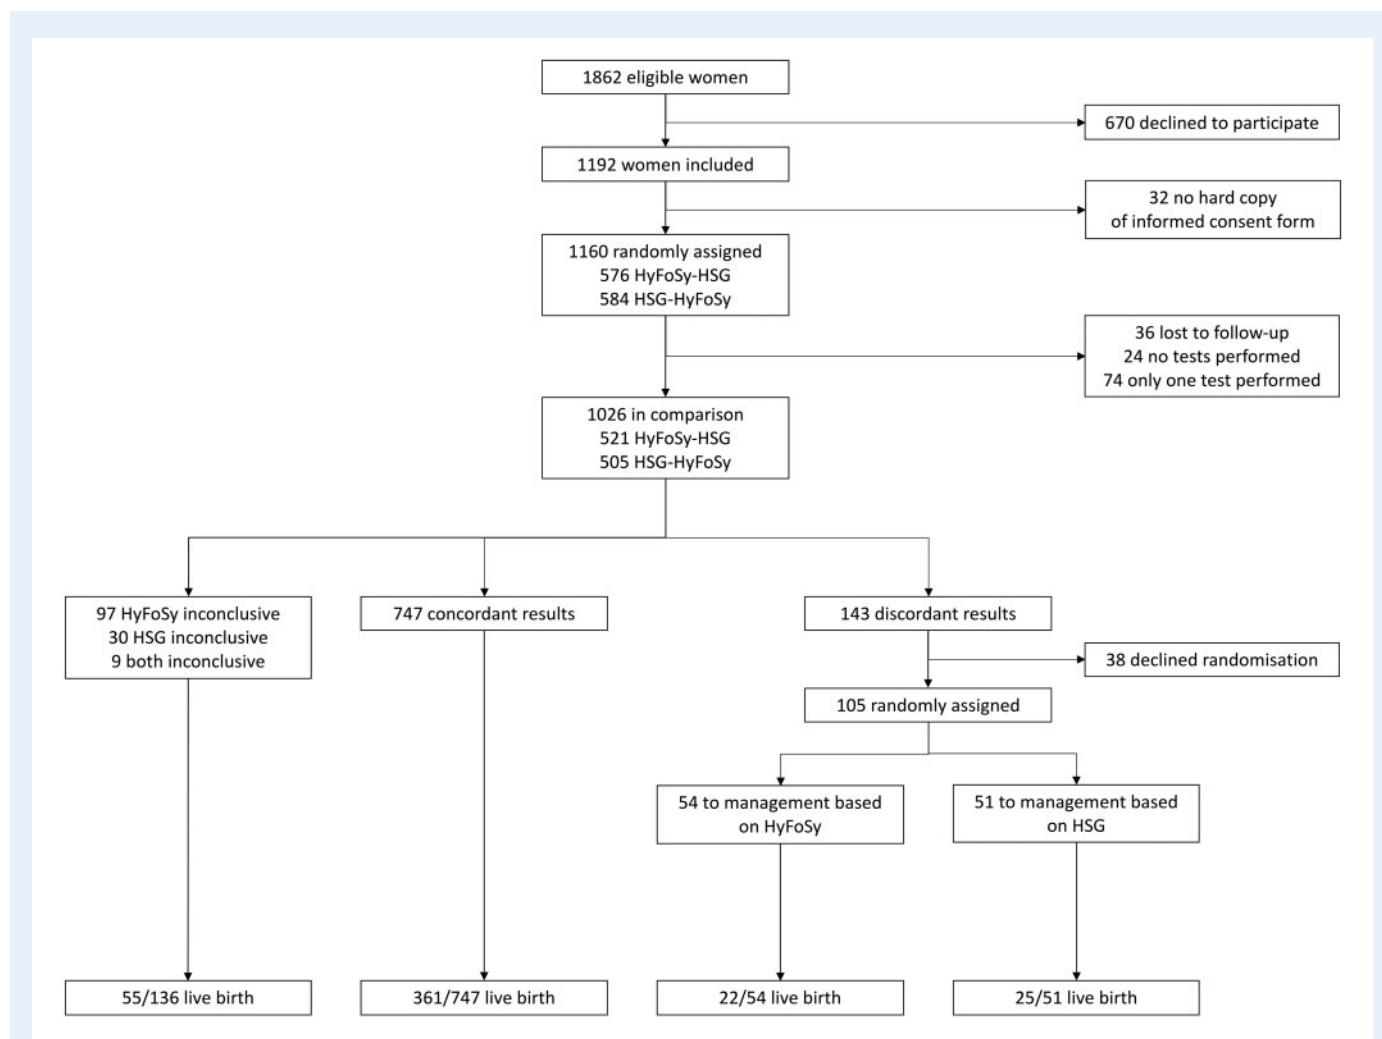 1862 eligible women
670 declined to participate
1192 women included
32 no hard copy
of informed consent form
1160 randomly assigned
576 HyFoSy-HSG
584 HSG-HyFoSy
36 lost to follow-up
24 no tests performed
74 only one test performed
1026 in comparison
521 HyFoSy-HSG
505 HSG-HyFoSy
97 HyFoSy inconclusive
30 HSG inconclusive
9 both inconclusive
747 concordant results
143 discordant results
38 declined randomisation
105 randomly assigned
54 to management based
on HyFoSy
51 to management based
on HSG
55/136 live birth
361/747 live birth
22/54 live birth
25/51 live birth